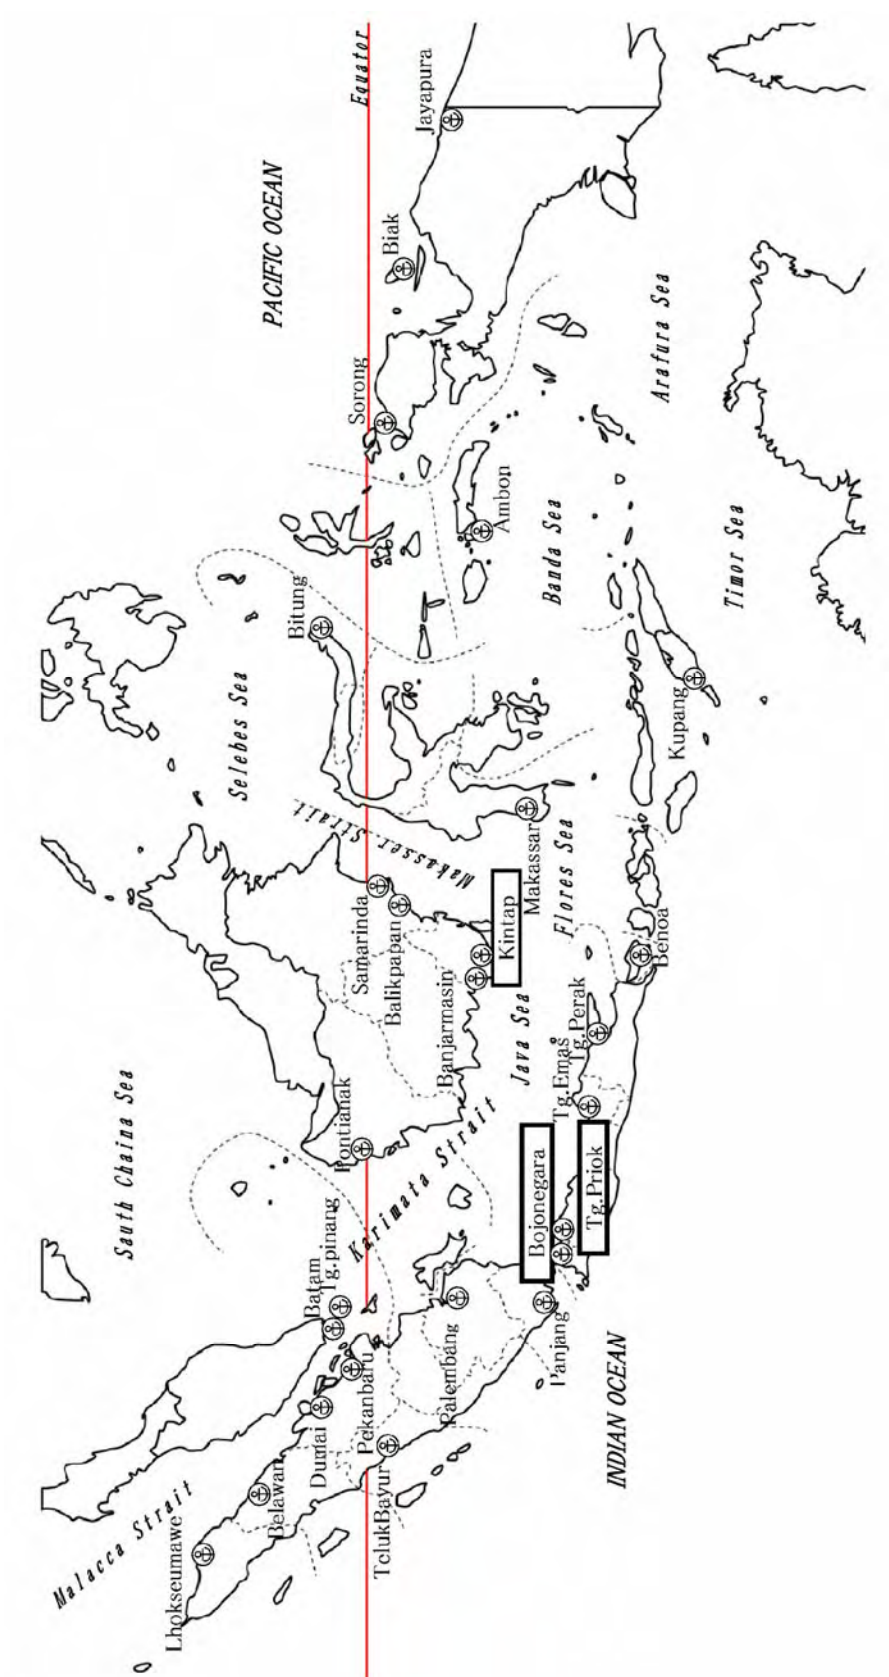 Equator
PACIFIC OCEAN
Jayapura
Biak
Sorong
Arafura Sea
Ambon
Banda Sea
Timor Sea
Bitung
Selebes Sea
Kupang
Makasser Strait
Makassar
Flores Sea
Samarinda
Balikpapan
Kintap
Banjarmasin
Benoa
Java Sea
Tg.Perak
Tg.Emas
Sauth Chaina Sea
Pontianak
Karimata Strait
Bojonegara
Tg.Priok
Tg.pinang
Batam
Palembang
Panjang
Pekanbaru
Dumai
INDIAN OCEAN
TelukBayur
Belawan
Malacca Strait
Lhokseumawe